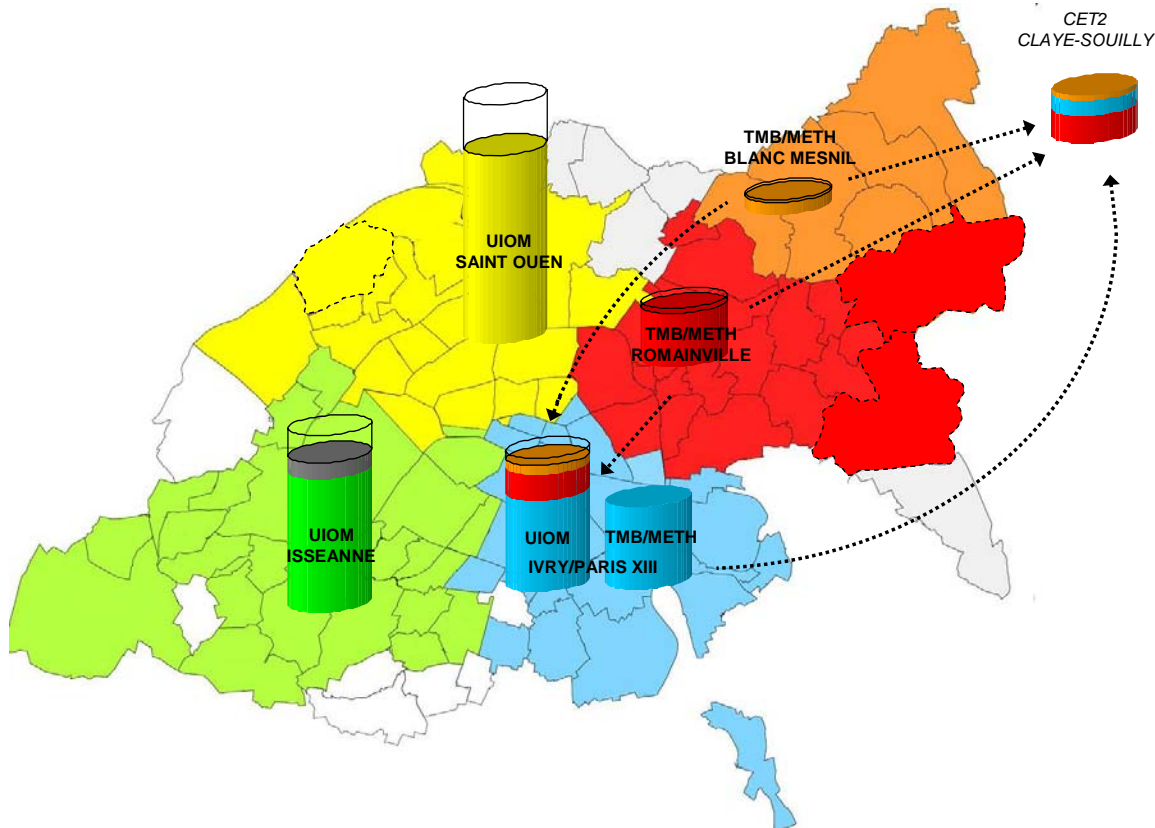 CET2
CLAYE-SOUILLY
TMB/METH
BLANC MESNIL
UIOM
SAINT OUEN
TMB/METH
ROMAINVILLE
UIOM
ISSEANNE
UIOM
TMB/METH
IVRY/PARIS XIII